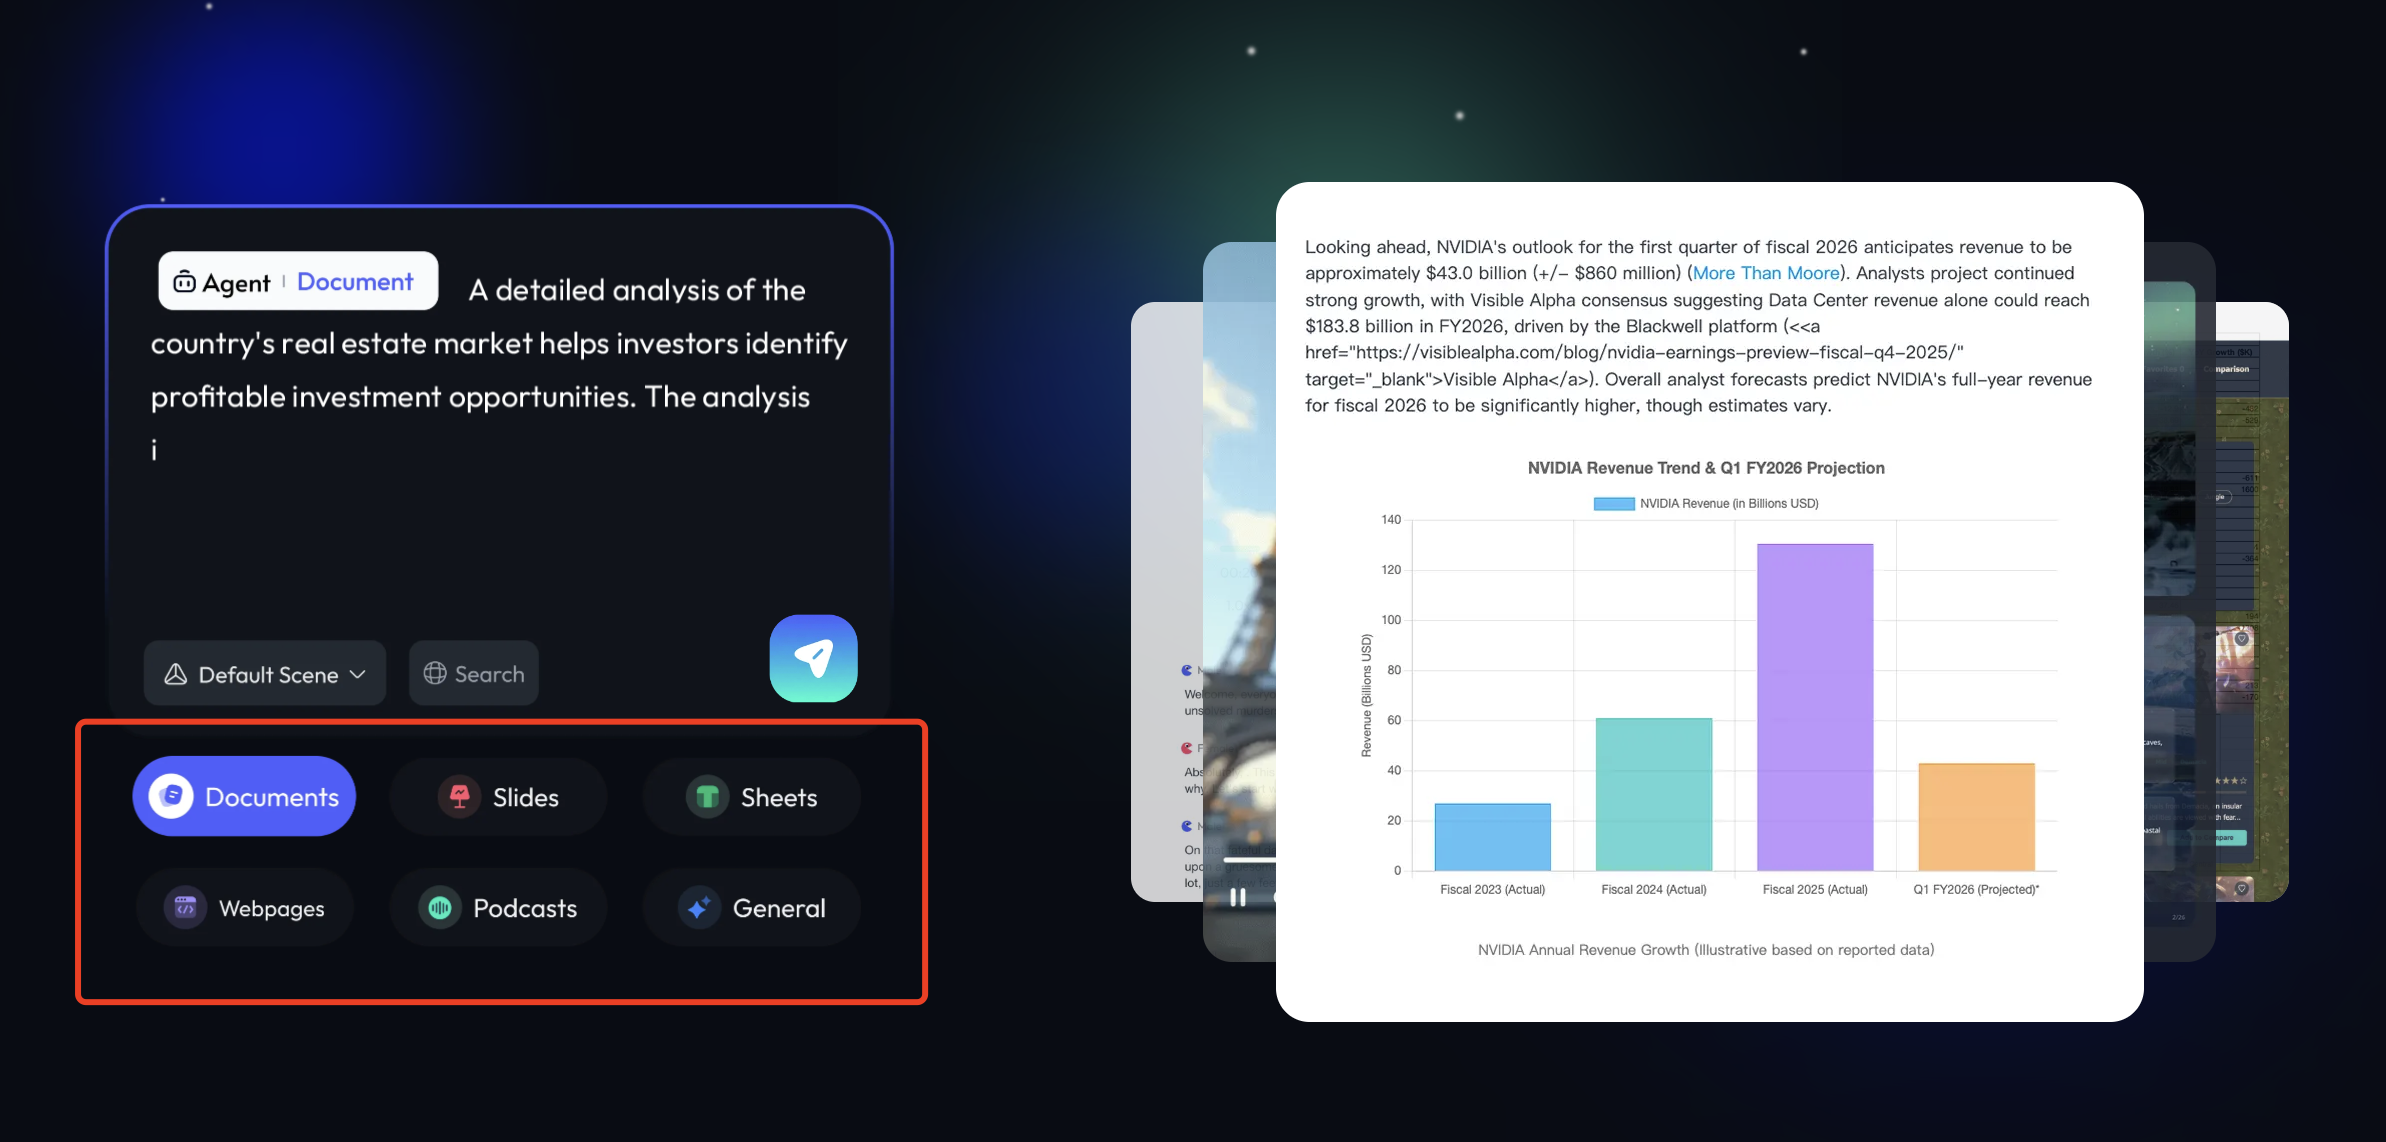 Agent | Document A detailed analysis of the
country's real estate market helps investors identify
profitable investment opportunities. The analysis
i
Default Scene
Search
Documents
Slides
Sheets
Webpages
Podcasts
General
Looking ahead, NVIDIA's outlook for the first quarter of fiscal 2026 anticipates revenue to be
approximately $43.0 billion (+/– $860 million) (More Than Moore). Analysts project continued
strong growth, with Visible Alpha consensus suggesting Data Center revenue alone could reach
$183.8 billion in FY2026, driven by the Blackwell platform (<<a
href="https://visiblealpha.com/blog/nvidia-earnings-preview-fiscal-q4-2025/"
target="_blank">Visible Alpha</a>). Overall analyst forecasts predict NVIDIA's full-year revenue
for fiscal 2026 to be significantly higher, though estimates vary.
NVIDIA Revenue Trend & Q1 FY2026 Projection
NVIDIA Revenue (in Billions USD)
Revenue (Billions USD)
140
120
100
80
60
40
20
0
Fiscal 2023 (Actual)
Fiscal 2024 (Actual)
Fiscal 2025 (Actual)
Q1 FY2026 (Projected)*
NVIDIA Annual Revenue Growth (Illustrative based on reported data)
Comparison
2/26